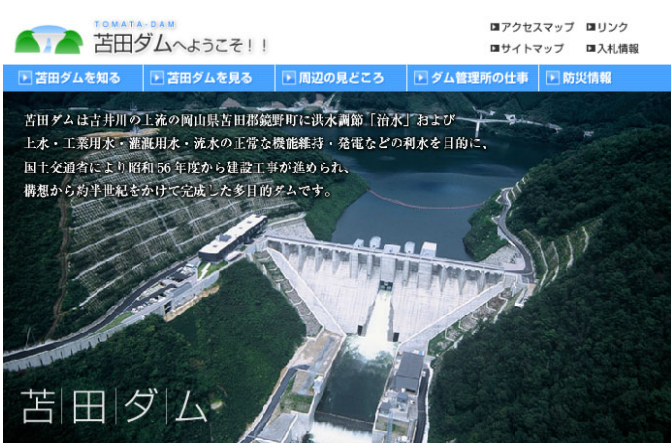 TOMATA-DAM
苫田ダムへようこそ！！
アクセスマップ リンク
サイトマップ 入札情報
苫田ダムを知る 苫田ダムを見る 周辺の見どころ ダム管理所の仕事 防災情報
苫田ダムは吉井川の上流の岡山県苫田郡鏡野町に洪水調節「治水」および
上水・工業用水・灌漑用水・流水の正常な機能維持・発電などの利水を目的に、
国土交通省により昭和56年度から建設工事が進められ、
構想から約半世紀をかけて完成した多目的ダムです。
苫田ダム